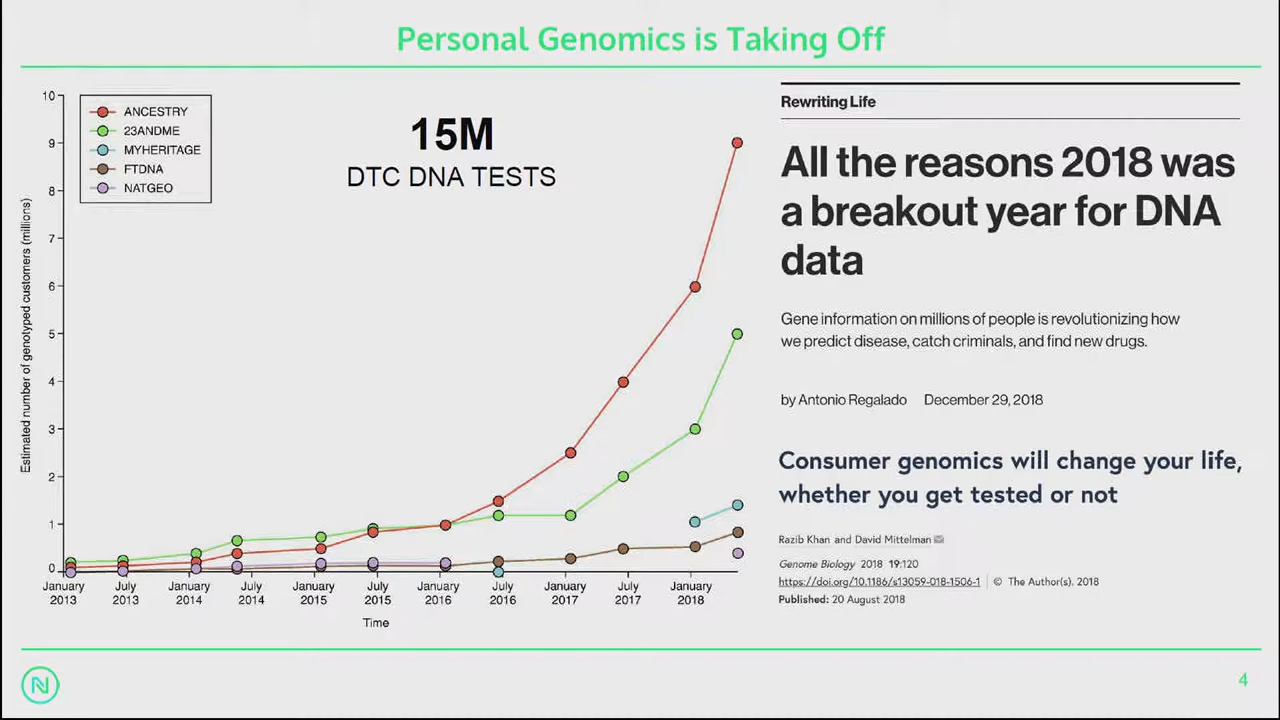 Personal Genomics is Taking Off
10
9
8
7
6
5
4
3
2
1
0
Estimated number of genotyped customers (millions)
ANCESTRY
23ANDME
MYHERITAGE
FTDNA
NATGEO
15M
DTC DNA TESTS
January 2013
July 2013
January 2014
July 2014
January 2015
July 2015
January 2016
July 2016
January 2017
July 2017
January 2018
Time
Rewriting Life
All the reasons 2018 was
a breakout year for DNA
data
Gene information on millions of people is revolutionizing how
we predict disease, catch criminals, and find new drugs.
by Antonio Regalado December 29, 2018
Consumer genomics will change your life,
whether you get tested or not
Razib Khan and David Mittelman
Genome Biology 2018 19:120
https://doi.org/10.1186/s13059-018-1506-1 | © The Author(s). 2018
Published: 20 August 2018
N
4